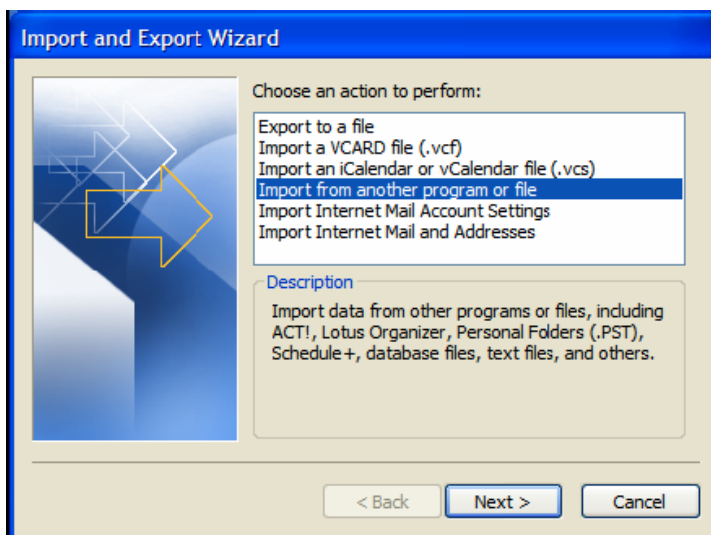 Import and Export Wizard
Choose an action to perform:
Export to a file
Import a VCARD file (.vcf)
Import an iCalendar or vCalendar file (.vcs)
Import from another program or file
Import Internet Mail Account Settings
Import Internet Mail and Addresses
Description
Import data from other programs or files, including
ACT!, Lotus Organizer, Personal Folders (.PST),
Schedule+, database files, text files, and others.
< Back Next > Cancel